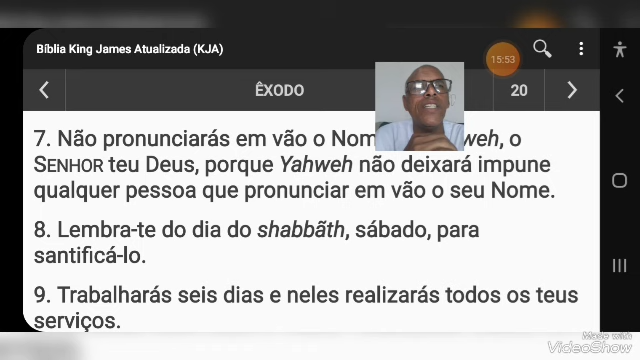 Bíblia King James Atualizada (KJA)
15:53
ÊXODO
20
7. Não pronunciarás em vão o Nom weh, o
SENHOR teu Deus, porque Yahweh não deixará impune
qualquer pessoa que pronunciar em vão o seu Nome.
8. Lembra-te do dia do shabbãth, sábado, para
santificá-lo.
9. Trabalharás seis dias e neles realizarás todos os teus
serviços.
Made with
VideoShow